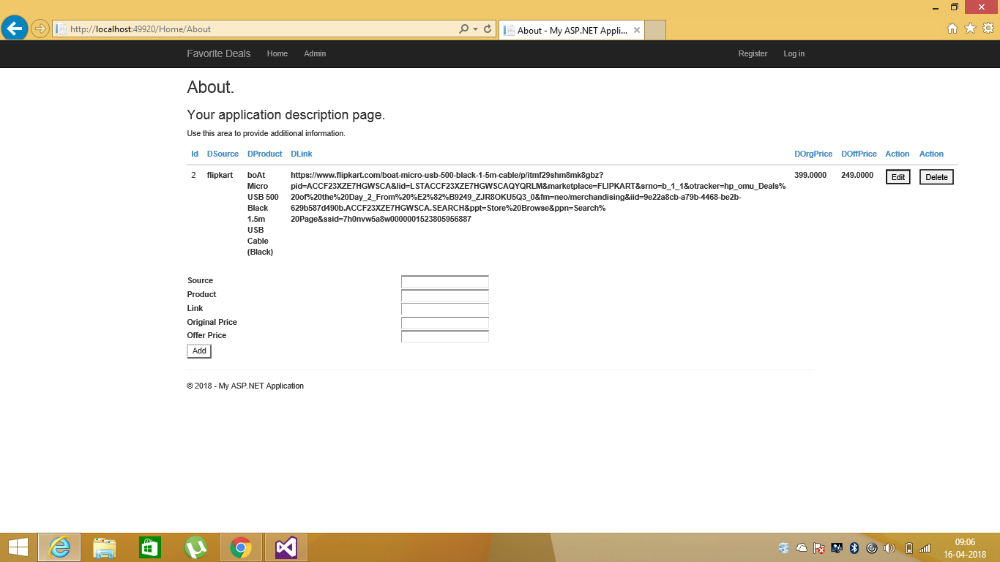 http://localhost:49920/Home/About
About - My ASP.NET Appli...
Favorite Deals Home Admin Register Log in
About.
Your application description page.
Use this area to provide additional information.
Id DSource DProduct DLink DOrgPrice DOffPrice Action Action
2 flipkart boAt https://www.flipkart.com/boat-micro-usb-500-black-1-5m-cable/p/itmf29shm8mk8gbz? 399.0000 249.0000 Edit Delete
Micro pid=ACCF23XZE7HGWSCA&lid=LSTACCF23XZE7HGWSCAQYQRLM&marketplace=FLIPKART&srno=b_1_1&otracker=hp_omu_Deals%
USB 500 20of%20the%20Day_2_From%20%E2%82%B9249_ZJR8OKU5Q3_0&fm=neo/merchandising&iid=9e22a8cb-a79b-4468-be2b-
Black 629b587d490b.ACCF23XZE7HGWSCA.SEARCH&ppt=Store%20Browse&ppn=Search%
1.5m 20Page&ssid=7h0nvw5a8w0000001523805956887
USB
Cable
(Black)
Source
Product
Link
Original Price
Offer Price
Add
© 2018 - My ASP.NET Application
09:06
16-04-2018